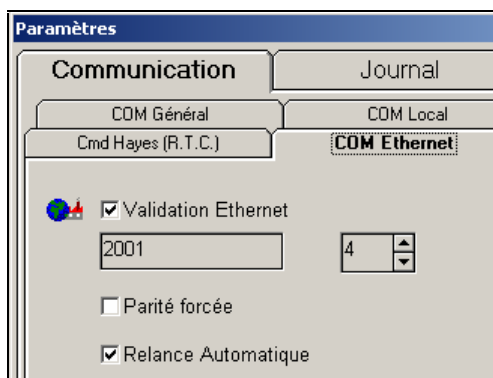 Paramètres
Communication Journal
COM Général COM Local
Cmd Hayes (R.T.C.) COM Ethernet
Validation Ethernet
2001 4
Parité forcée
Relance Automatique